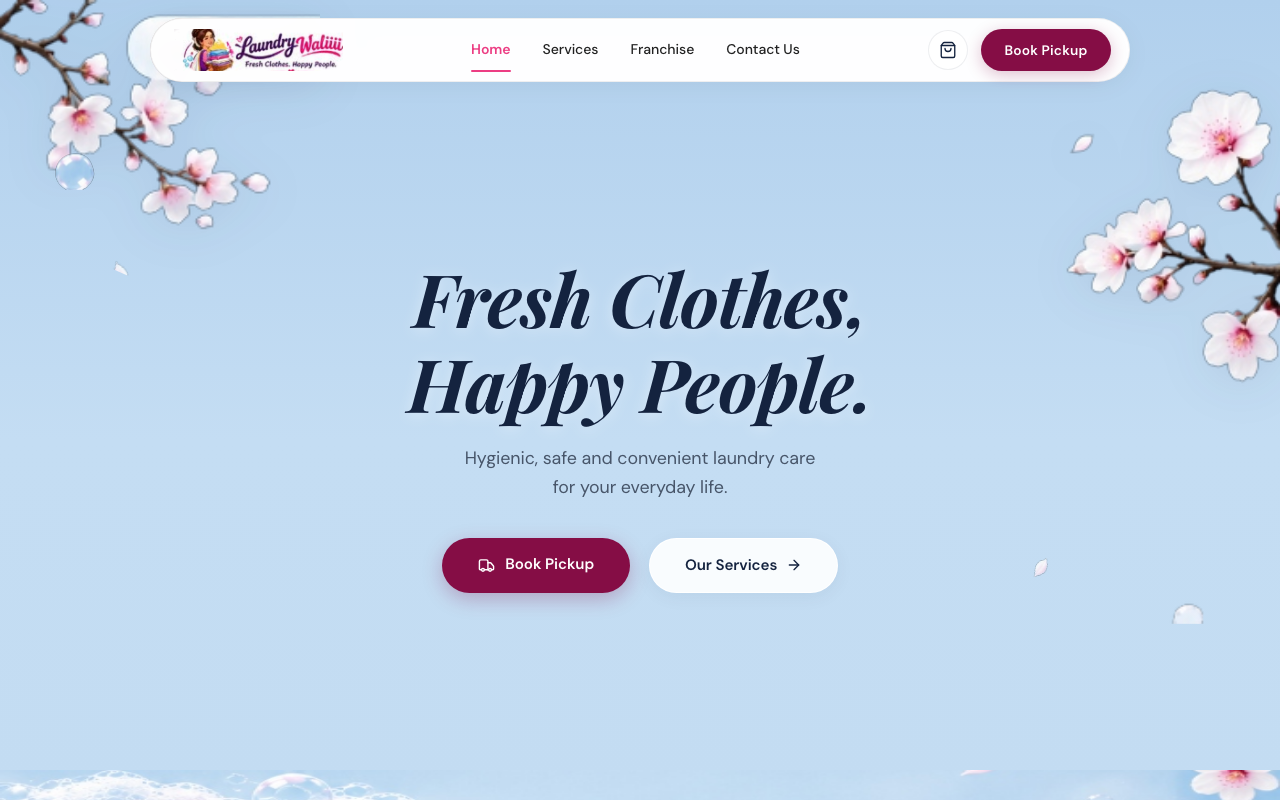 LaundryWaliiii
Fresh Clothes. Happy People.
Home
Services
Franchise
Contact Us
Book Pickup
Fresh Clothes,
Happy People.
Hygienic, safe and convenient laundry care
for your everyday life.
Book Pickup
Our Services